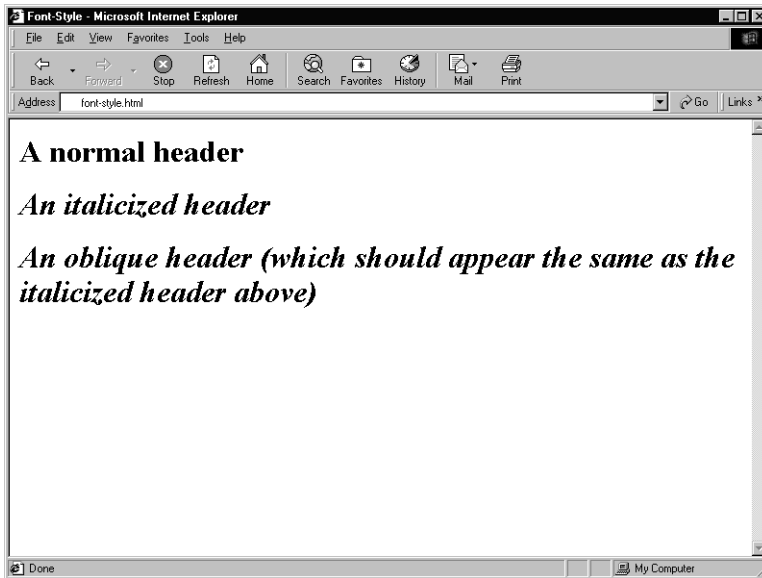 Font-Style - Microsoft Internet Explorer
File Edit View Favorites Tools Help
Back Forward Stop Refresh Home Search Favorites History Mail Print
Address font-style.html Go Links »
A normal header
An italicized header
An oblique header (which should appear the same as the
italicized header above)
Done My Computer